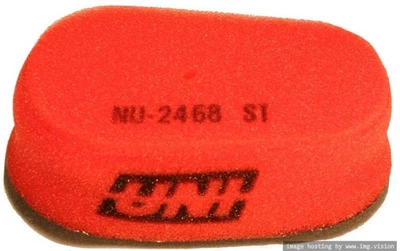 NU-2468 ST
UNI
image hosting by www.img.vision